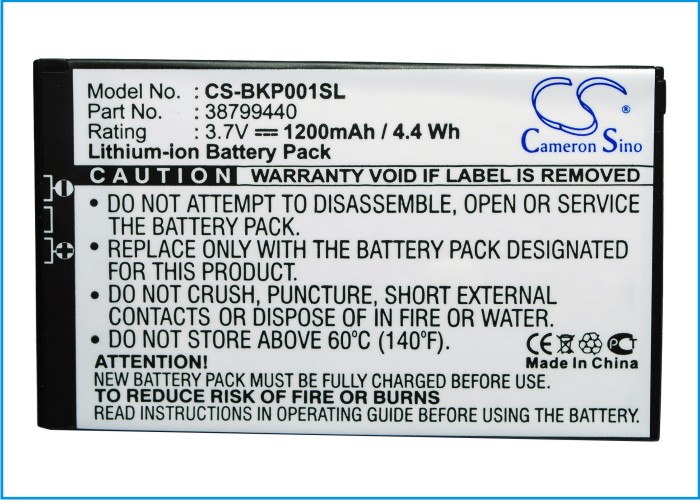 Model No. : CS-BKP001SL
Part No. : 38799440
Rating : 3.7V 1200mAh / 4.4 Wh
Lithium-ion Battery Pack
CS
Cameron Sino
CAUTION WARRANTY VOID IF LABEL IS REMOVED
• DO NOT ATTEMPT TO DISASSEMBLE, OPEN OR SERVICE
THE BATTERY PACK.
• REPLACE ONLY WITH THE BATTERY PACK DESIGNATED
FOR THIS PRODUCT.
• DO NOT CRUSH, PUNCTURE, SHORT EXTERNAL
CONTACTS, OR DISPOSE OF IN FIRE OR WATER.
• DO NOT STORE ABOVE 60°C (140°F).
CE
Made in China
ATTENTION!
NEW BATTERY PACK MUST BE FULLY CHARGED BEFORE USE
TO REDUCE RISK OF FIRE OR BURNS
PLEASE READ OPERATING GUIDE BEFORE USING BATTERY